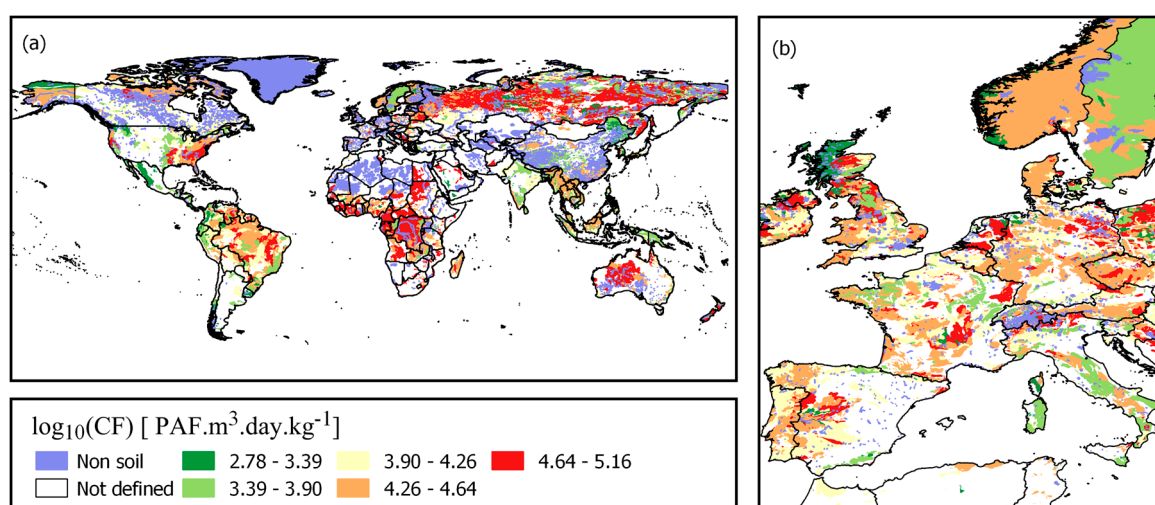 (a)
(b)
log10(CF) [ PAF.m³.day.kg⁻¹]
Non soil 2.78 - 3.39 3.90 - 4.26 4.64 - 5.16
Not defined 3.39 - 3.90 4.26 - 4.64